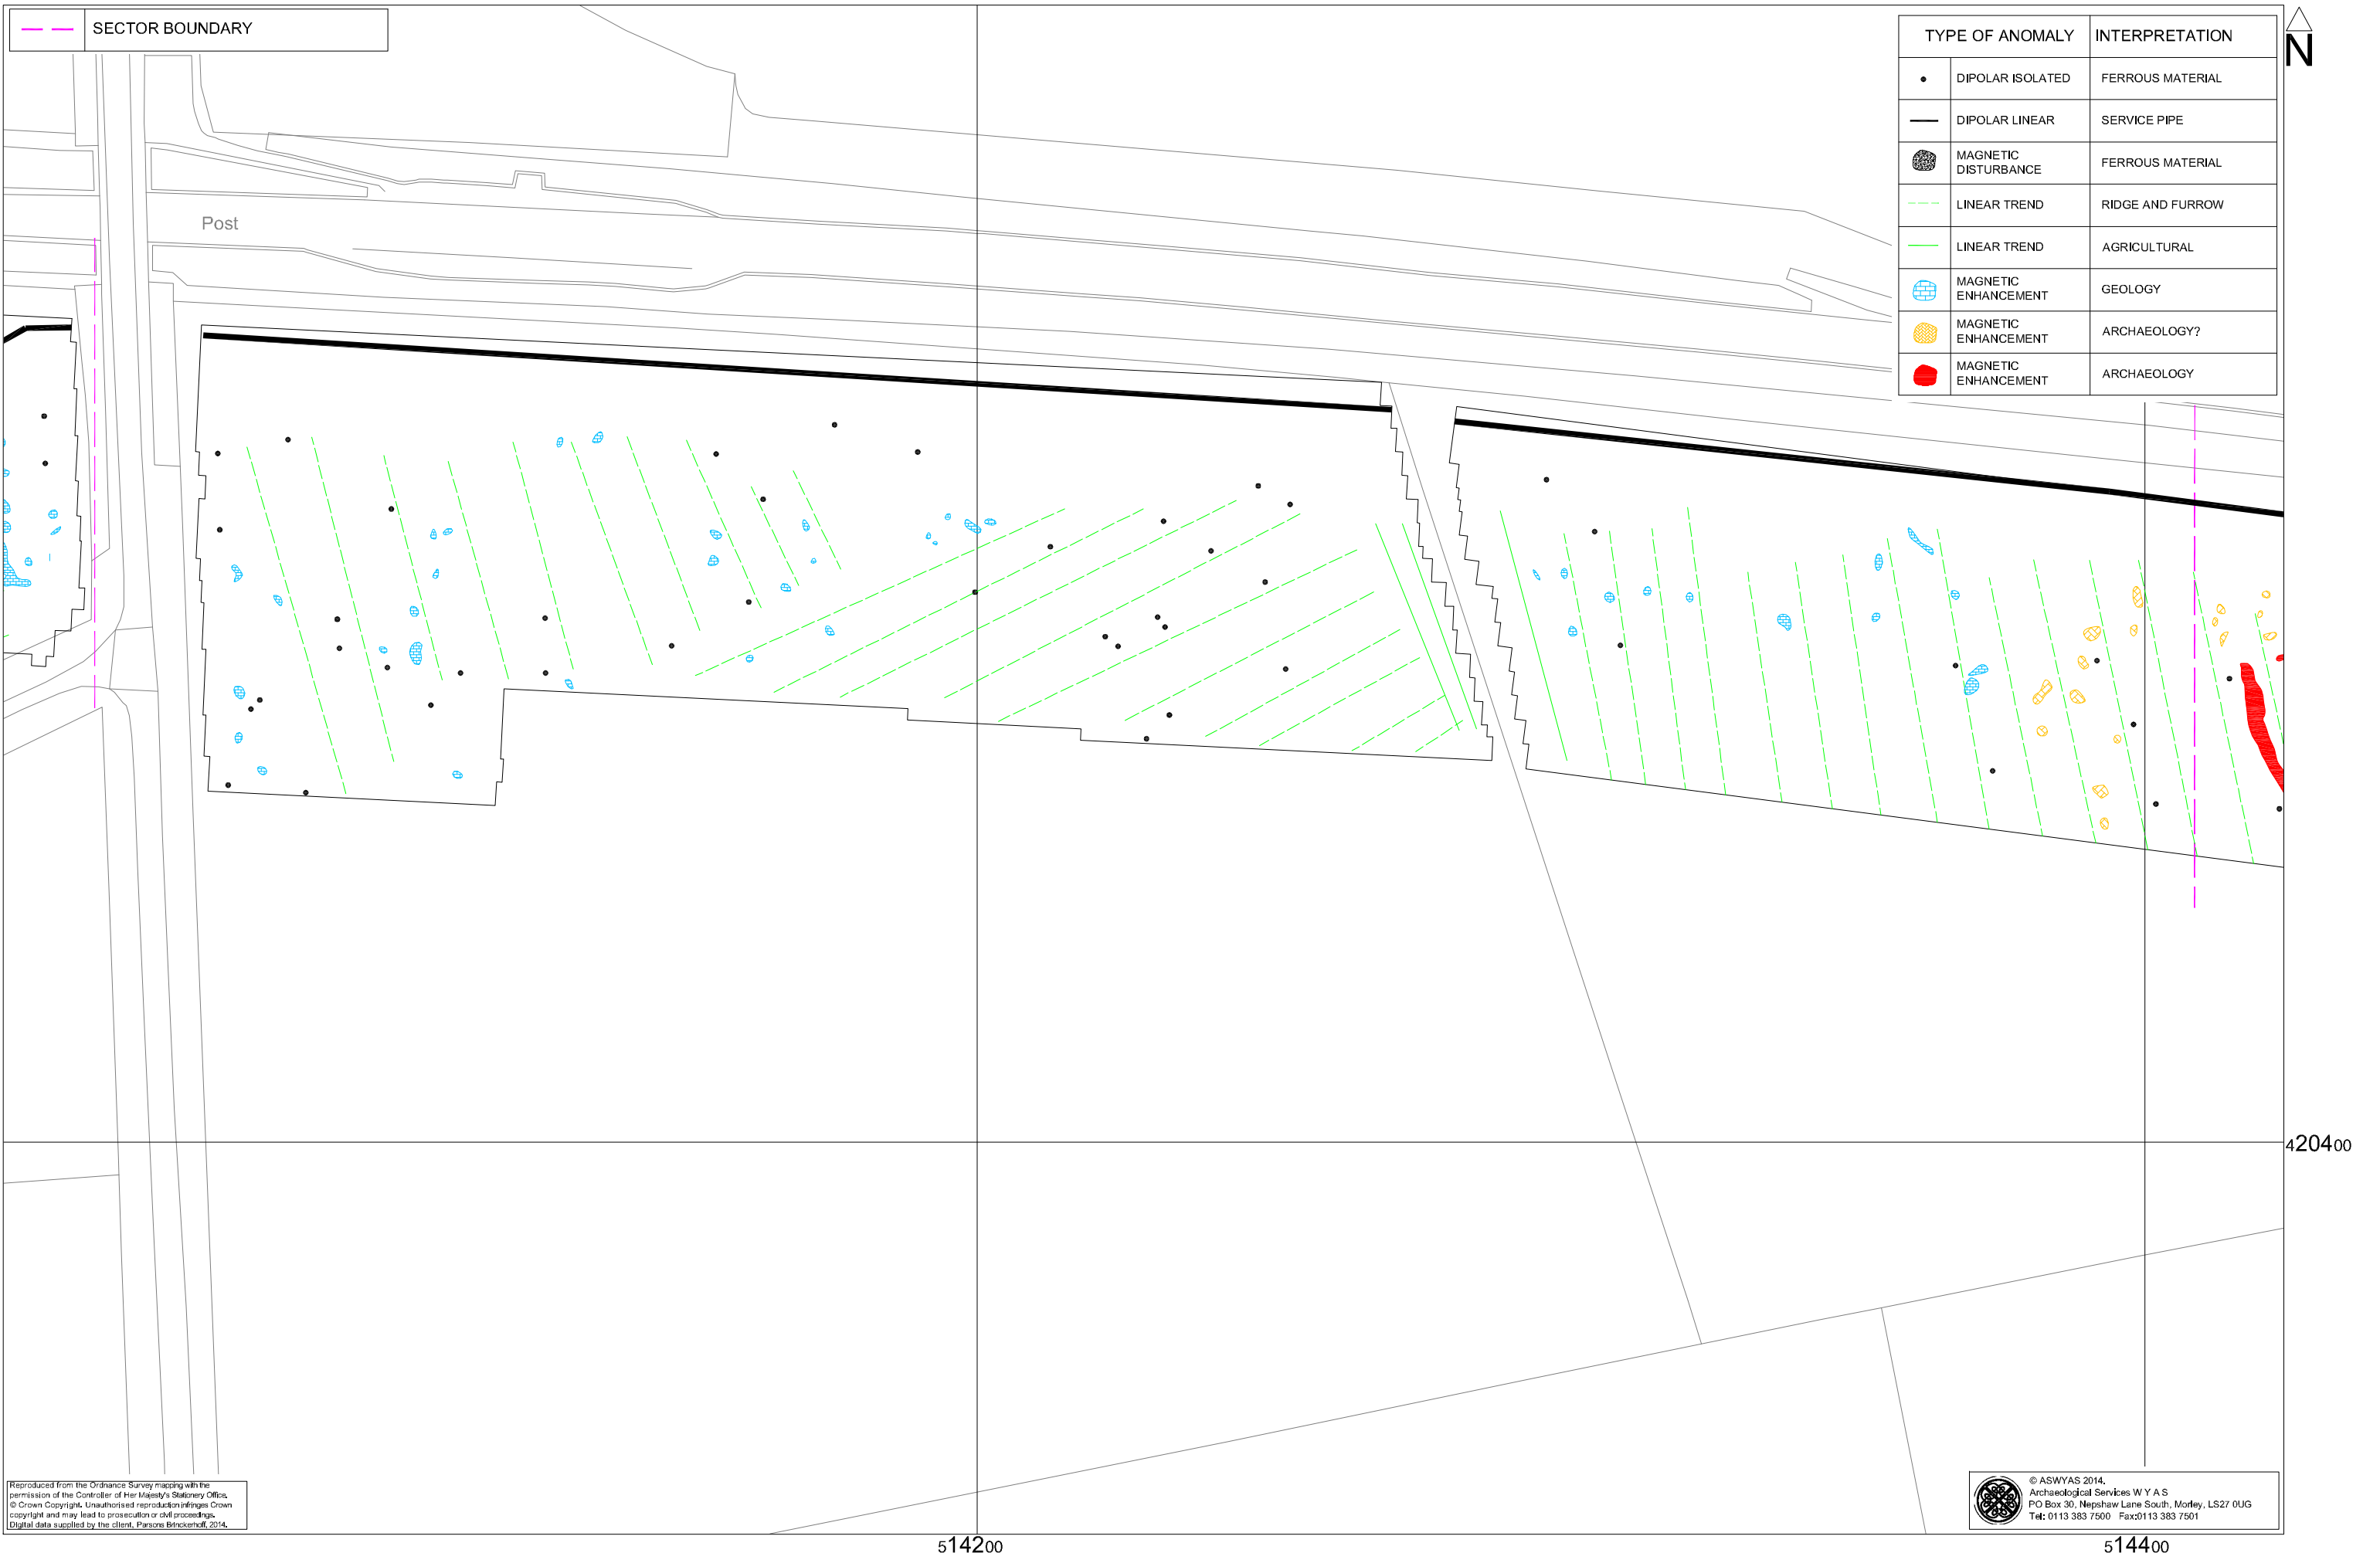 SECTOR BOUNDARY
N
TYPE OF ANOMALY INTERPRETATION
DIPOLAR ISOLATED FERROUS MATERIAL
DIPOLAR LINEAR SERVICE PIPE
MAGNETIC
DISTURBANCE FERROUS MATERIAL
LINEAR TREND RIDGE AND FURROW
LINEAR TREND AGRICULTURAL
MAGNETIC
ENHANCEMENT GEOLOGY
MAGNETIC
ENHANCEMENT ARCHAEOLOGY?
MAGNETIC
ENHANCEMENT ARCHAEOLOGY
Post
420400
Reproduced from the Ordnance Survey mapping with the
permission of the Controller of Her Majesty's Stationery Office.
© Crown Copyright. Unauthorised reproduction infringes Crown
copyright and may lead to prosecution or civil proceedings.
Digital data supplied by the client, Parsons Brinckerhoff, 2014.
© ASWYAS 2014.
Archaeological Services W Y A S
PO Box 30, Nepshaw Lane South, Morley, LS27 0UG
Tel: 0113 383 7500 Fax:0113 383 7501
514200
514400